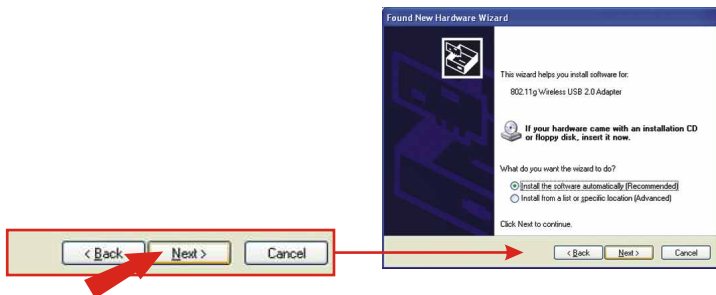 Found New Hardware Wizard
This wizard helps you install software for:
802.11g Wireless USB 2.0 Adapter
If your hardware came with an installation CD
or floppy disk, insert it now.
What do you want the wizard to do?
Install the software automatically (Recommended)
Install from a list or specific location (Advanced)
Click Next to continue.
< Back Next > Cancel
< Back Next > Cancel